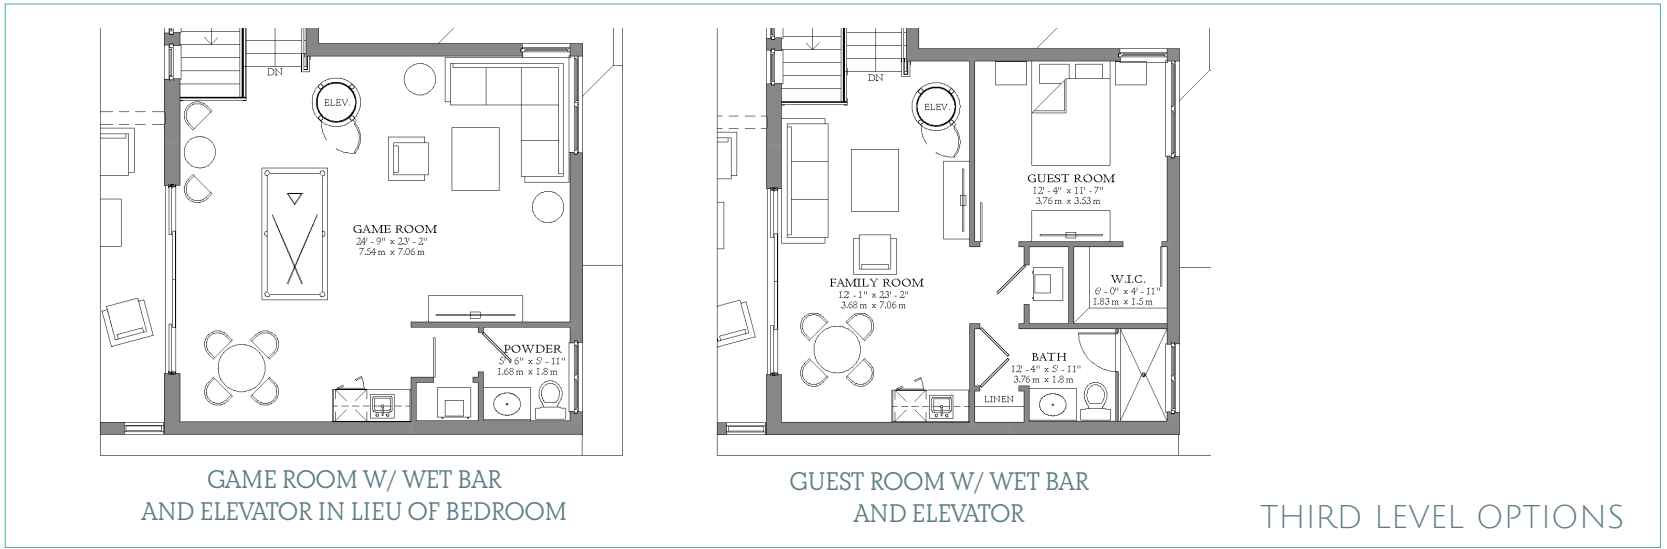 DN
ELEV.
GAME ROOM
24' - 9" x 23' - 2"
7.54 m x 7.06 m
POWDER
5' - 6" x 5' - 11"
1.68 m x 1.8 m
GAME ROOM W/ WET BAR
AND ELEVATOR IN LIEU OF BEDROOM
DN
ELEV.
GUEST ROOM
12' - 4" x 11' - 7"
3.76 m x 3.53 m
FAMILY ROOM
12' - 1" x 23' - 2"
3.68 m x 7.06 m
W.I.C.
6' - 0" x 4' - 11"
1.83 m x 1.5 m
BATH
12' - 4" x 5' - 11"
3.76 m x 1.8 m
LINEN
GUEST ROOM W/ WET BAR
AND ELEVATOR
THIRD LEVEL OPTIONS